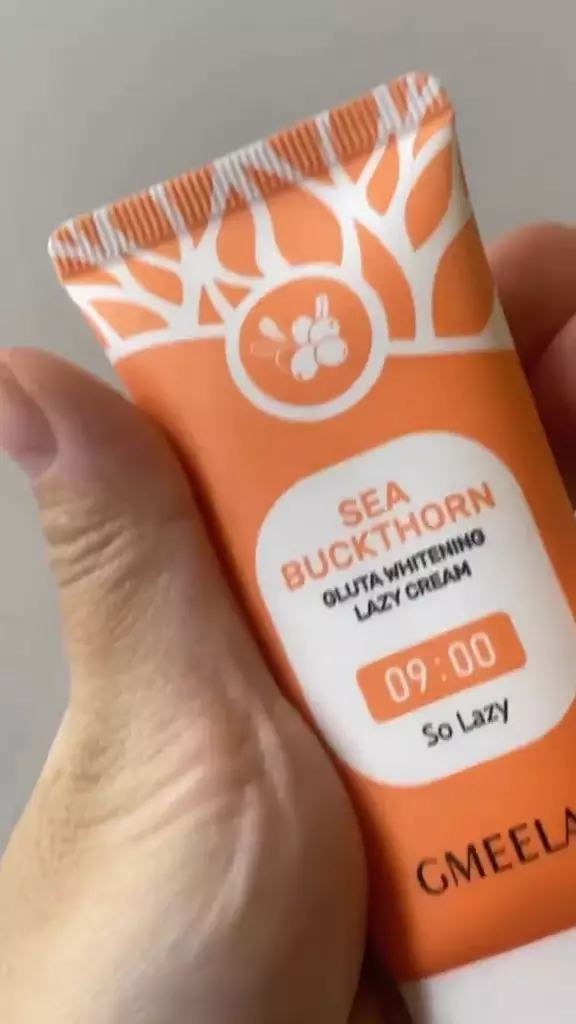 SEA
BUCKTHORN
GLUTA WHITENING
LAZY CREAM
09:00
So Lazy
GMEELA